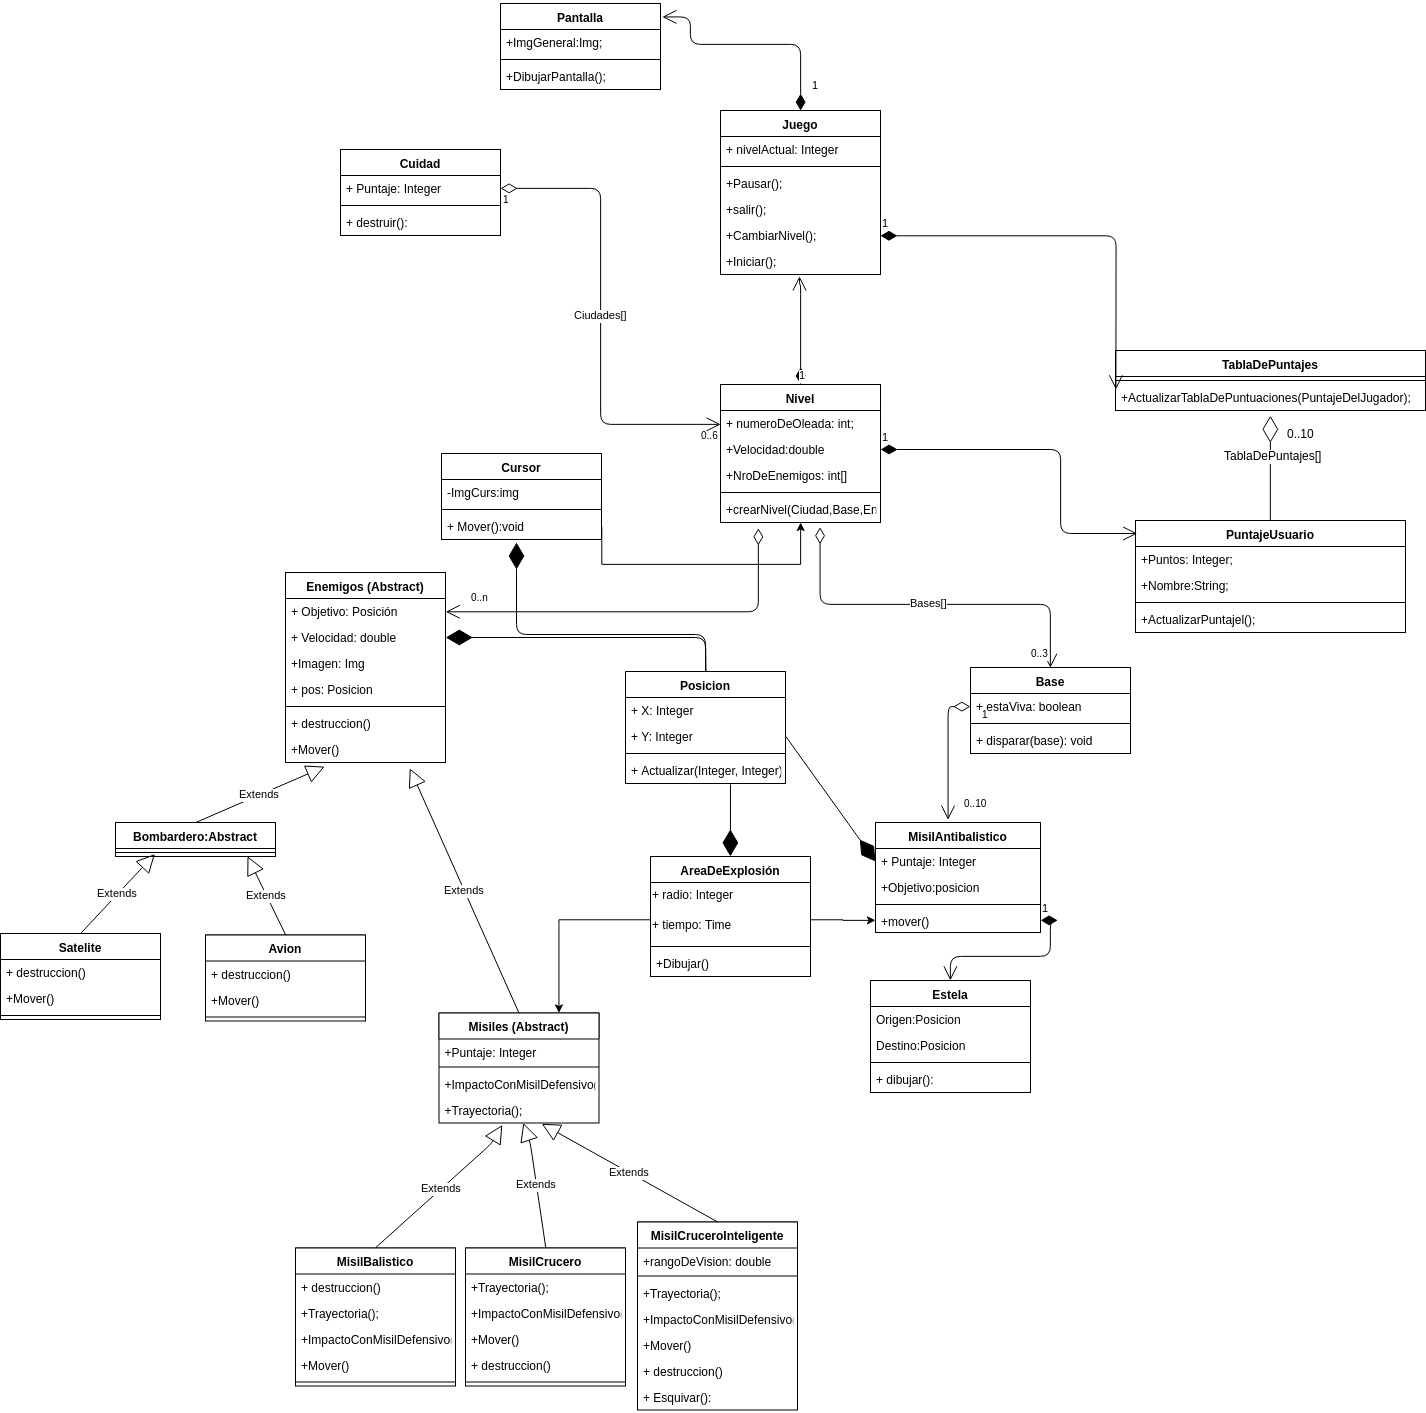 Pantalla
+ImgGeneral:Img;
+DibujarPantalla();
1
Juego
+ nivelActual: Integer
+Pausar();
+salir();
+CambiarNivel();
+Iniciar();
Cuidad
+ Puntaje: Integer
+ destruir():
1
1
Ciudades[]
1
0..6
Nivel
+ numeroDeOleada: int;
+Velocidad:double
+NroDeEnemigos: int[]
+crearNivel(Ciudad,Base,En
1
TablaDePuntajes
+ActualizarTablaDePuntuaciones(PuntajeDelJugador);
0..10
TablaDePuntajes[]
PuntajeUsuario
+Puntos: Integer;
+Nombre:String;
+ActualizarPuntajel();
Cursor
-ImgCurs:img
+ Mover():void
0..n
Bases[]
0..3
Enemigos (Abstract)
+ Objetivo: Posición
+ Velocidad: double
+Imagen: Img
+ pos: Posicion
+ destruccion()
+Mover()
Posicion
+ X: Integer
+ Y: Integer
+ Actualizar(Integer, Integer)
Base
+ estaViva: boolean
1
+ disparar(base): void
0..10
Extends
Bombardero:Abstract
Extends
Extends
Extends
MisilAntibalistico
+ Puntaje: Integer
+Objetivo:posicion
+mover()
1
AreaDeExplosión
+ radio: Integer
+ tiempo: Time
+Dibujar()
Satelite
+ destruccion()
+Mover()
Avion
+ destruccion()
+Mover()
Estela
Origen:Posicion
Destino:Posicion
+ dibujar():
Misiles (Abstract)
+Puntaje: Integer
+ImpactoConMisilDefensivo(
+Trayectoria();
Extends
Extends
Extends
MisilBalistico
+ destruccion()
+Trayectoria();
+ImpactoConMisilDefensivo(
+Mover()
MisilCrucero
+Trayectoria();
+ImpactoConMisilDefensivo(
+Mover()
+ destruccion()
MisilCruceroInteligente
+rangoDeVision: double
+Trayectoria();
+ImpactoConMisilDefensivo(
+Mover()
+ destruccion()
+ Esquivar():